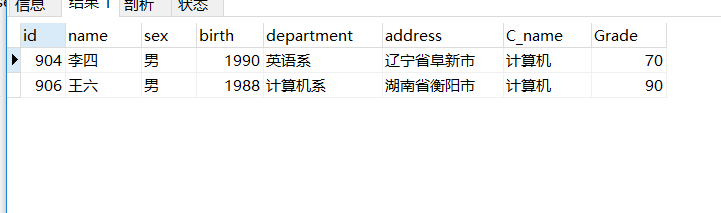 信息 结果 1 剖析 状态
id name sex birth department address C_name Grade
904 李四 男 1990 英语系 辽宁省阜新市 计算机 70
906 王六 男 1988 计算机系 湖南省衡阳市 计算机 90